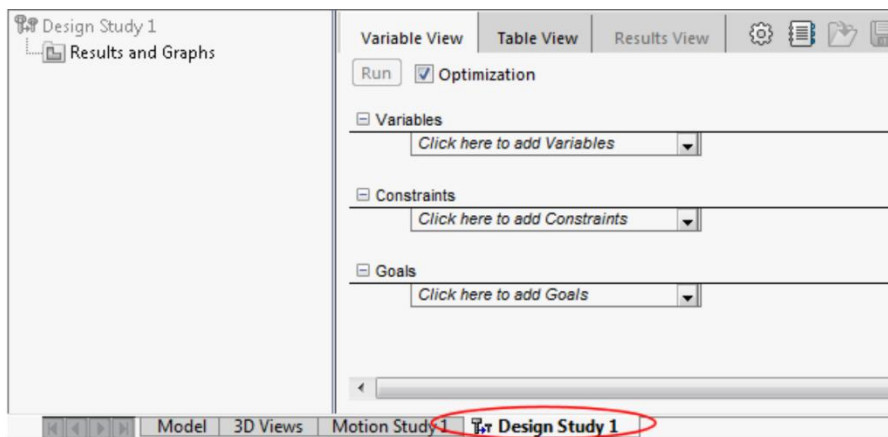 Design Study 1
Results and Graphs
Variable View Table View Results View
Run Optimization
Variables
Click here to add Variables
Constraints
Click here to add Constraints
Goals
Click here to add Goals
Model 3D Views Motion Study 1 Design Study 1